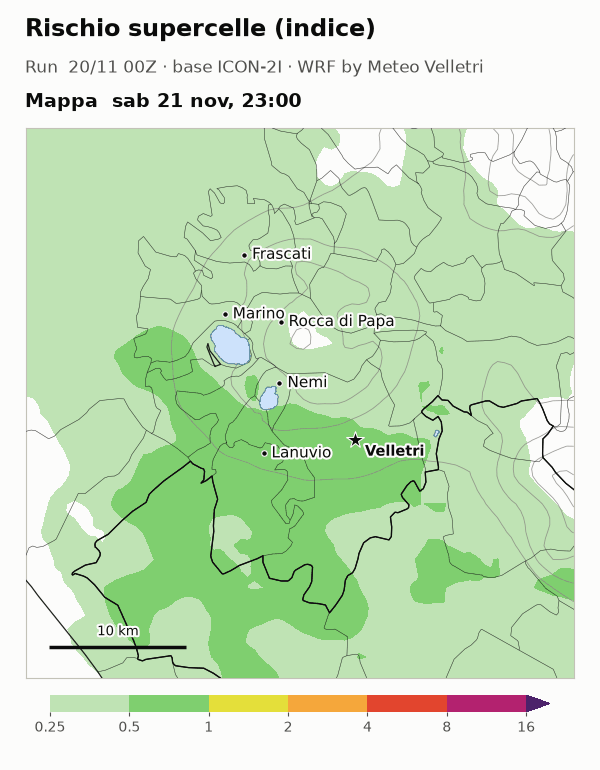 Rischio supercelle (indice)
Run  20/11 00Z · base ICON-2I · WRF by Meteo Velletri
Mappa  sab 21 nov, 23:00
Frascati
Marino
Rocca di Papa
Nemi
Velletri
Lanuvio
10 km
0.25 0.5 1 2 4 8 16